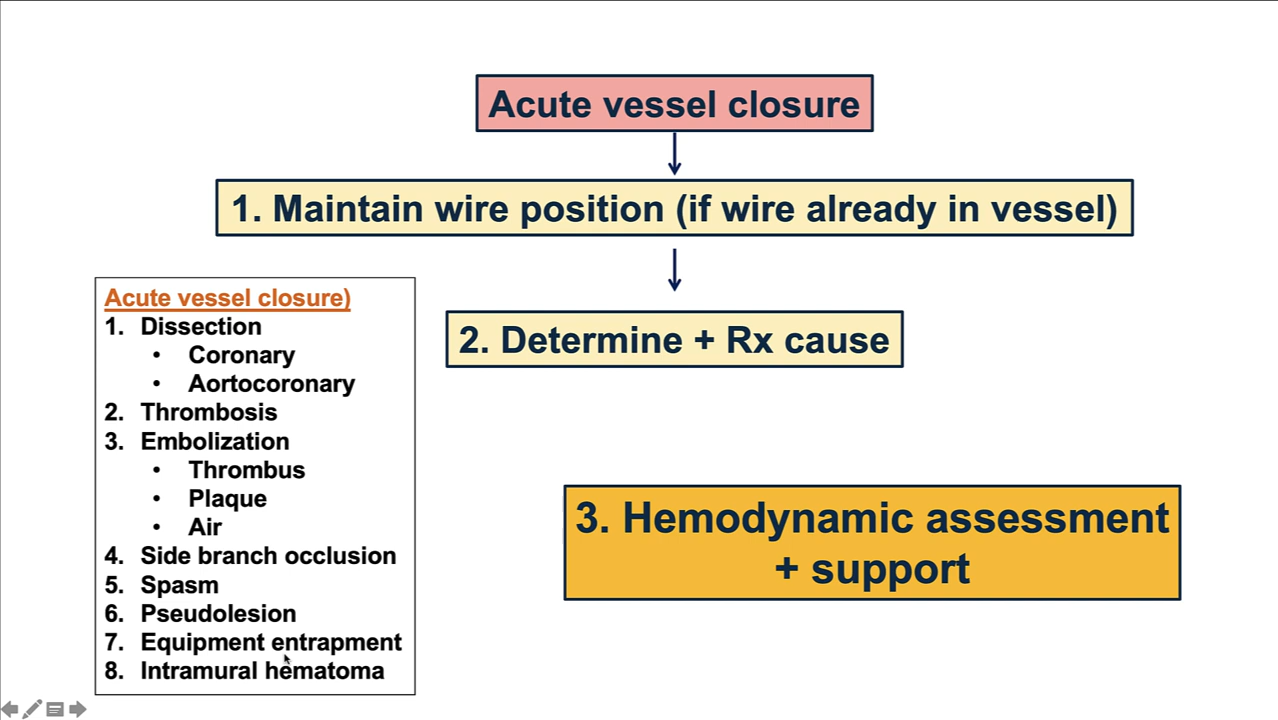 Acute vessel closure
1. Maintain wire position (if wire already in vessel)
2. Determine + Rx cause
Acute vessel closure)
1. Dissection
• Coronary
• Aortocoronary
2. Thrombosis
3. Embolization
• Thrombus
• Plaque
• Air
4. Side branch occlusion
5. Spasm
6. Pseudolesion
7. Equipment entrapment
8. Intramural hematoma
3. Hemodynamic assessment
+ support